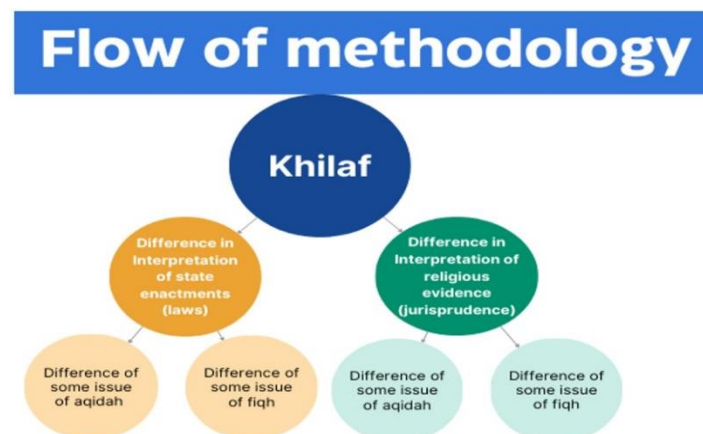 Flow of methodology
Khilaf
Difference in
Interpretation
of state
enactments
(laws)
Difference in
Interpretation of
religious
evidence
(jurisprudence)
Difference of
some issue
of aqidah
Difference of
some issue
of fiqh
Difference of
some issue
of aqidah
Difference of
some issue
of fiqh